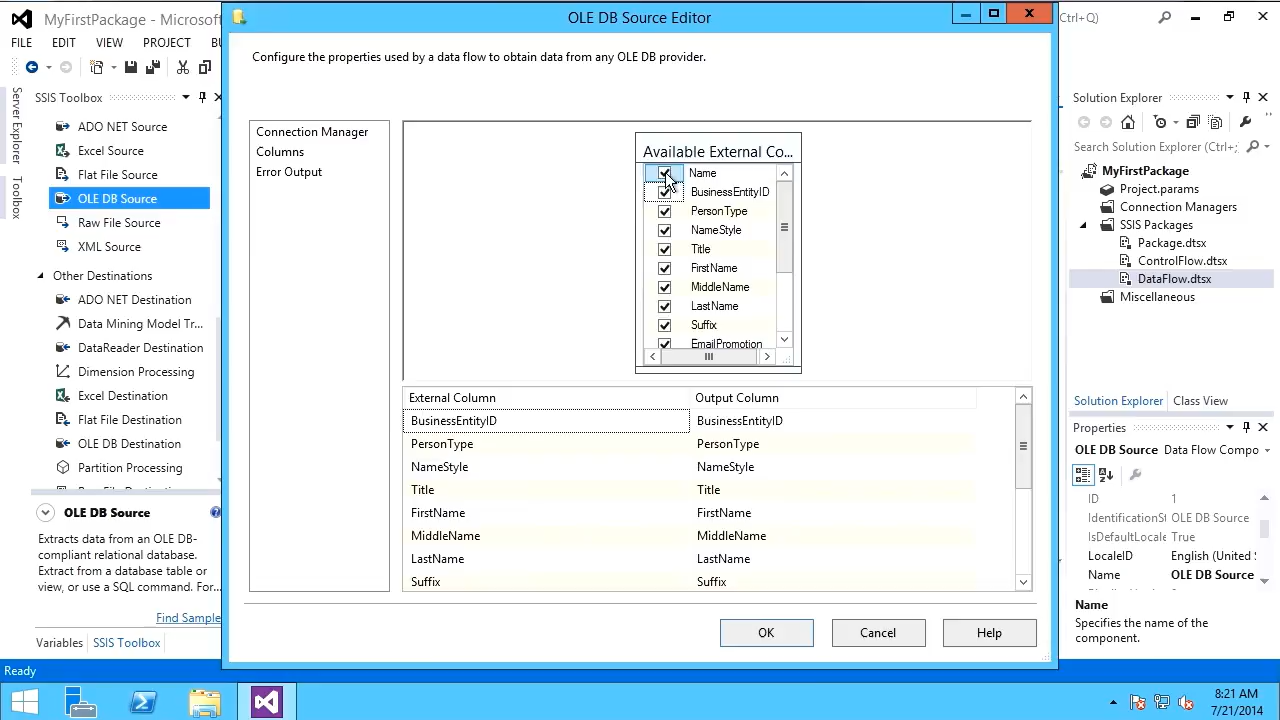 MyFirstPackage - Microsoft
OLE DB Source Editor
Ctrl+Q)
FILE EDIT VIEW PROJECT BU
Configure the properties used by a data flow to obtain data from any OLE DB provider.
Server Explorer
Toolbox
SSIS Toolbox
ADO NET Source
Excel Source
Flat File Source
OLE DB Source
Raw File Source
XML Source
Other Destinations
ADO NET Destination
Data Mining Model Tr...
DataReader Destination
Dimension Processing
Excel Destination
Flat File Destination
OLE DB Destination
Partition Processing
OLE DB Source
Extracts data from an OLE DB-
compliant relational database.
Extract data from a database table or
view, or use a SQL command. For...
Find Sample
Variables SSIS Toolbox
Connection Manager
Columns
Error Output
Available External Co...
Name
BusinessEntityID
PersonType
NameStyle
Title
FirstName
MiddleName
LastName
Suffix
EmailPromotion
External Column Output Column
BusinessEntityID BusinessEntityID
PersonType PersonType
NameStyle NameStyle
Title Title
FirstName FirstName
MiddleName MiddleName
LastName LastName
Suffix Suffix
OK Cancel Help
Solution Explorer
Search Solution Explorer (Ctrl+;
MyFirstPackage
Project.params
Connection Managers
SSIS Packages
Package.dtsx
ControlFlow.dtsx
DataFlow.dtsx
Miscellaneous
Solution Explorer Class View
Properties
OLE DB Source Data Flow Compo
ID 1
IdentificationSt OLE DB Source
IsDefaultLocale True
LocaleID English (United
Name OLE DB Source
Name
Specifies the name of the
component.
Ready
8:21 AM
7/21/2014